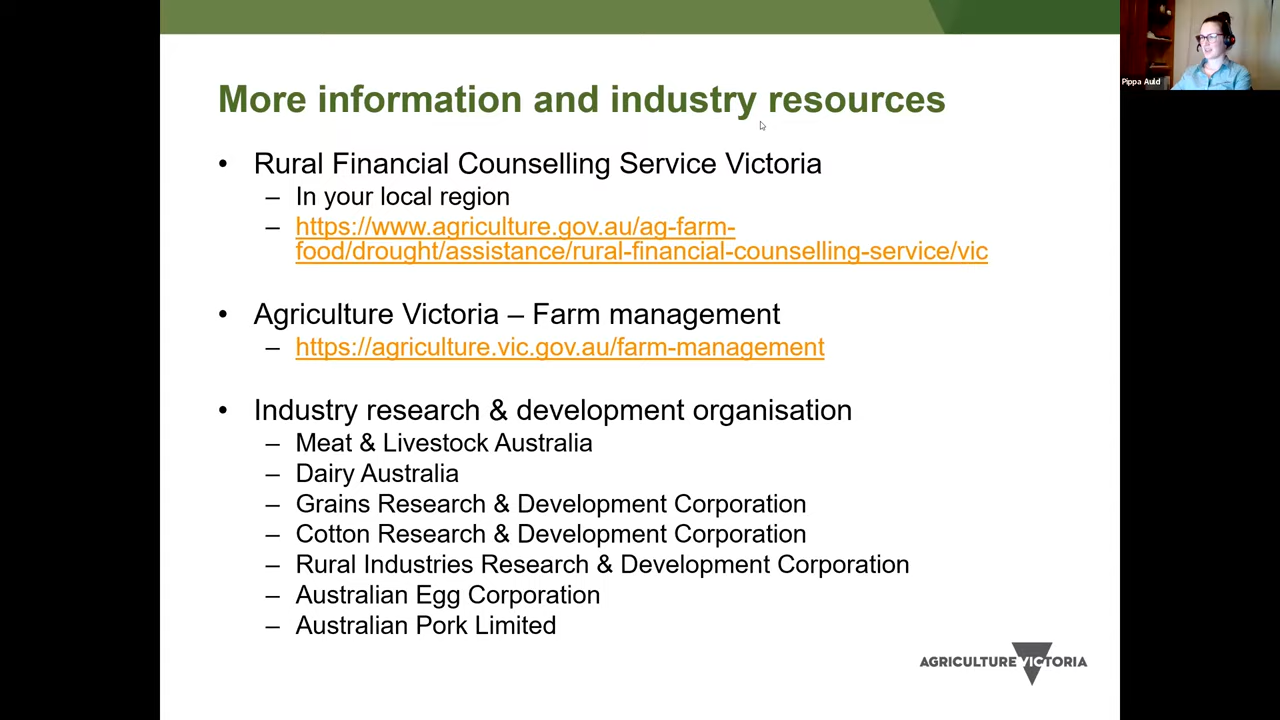 Pippa Auld
More information and industry resources
• Rural Financial Counselling Service Victoria
– In your local region
– https://www.agriculture.gov.au/ag-farm-
food/drought/assistance/rural-financial-counselling-service/vic
• Agriculture Victoria – Farm management
– https://agriculture.vic.gov.au/farm-management
• Industry research & development organisation
– Meat & Livestock Australia
– Dairy Australia
– Grains Research & Development Corporation
– Cotton Research & Development Corporation
– Rural Industries Research & Development Corporation
– Australian Egg Corporation
– Australian Pork Limited
AGRICULTURE VICTORIA